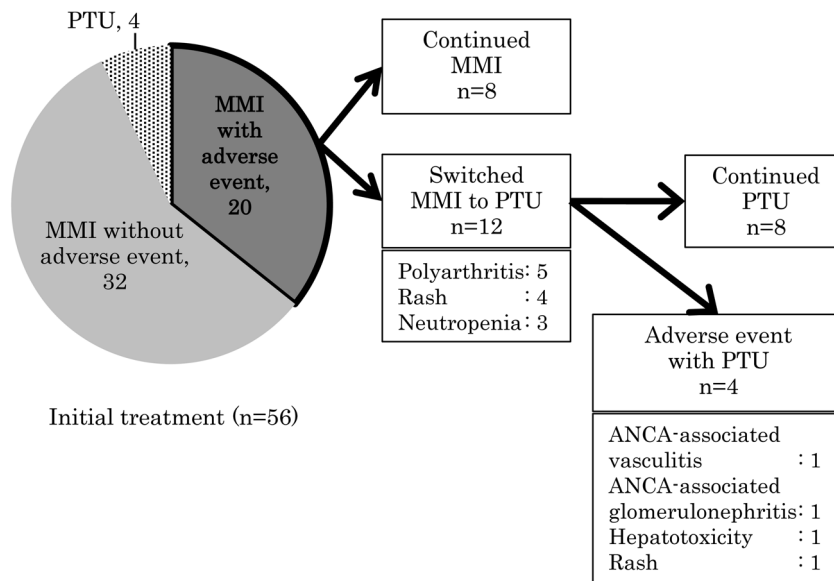 PTU, 4
MMI
with
adverse
event,
20
MMI without
adverse event,
32
Initial treatment (n=56)
Continued
MMI
n=8
Switched
MMI to PTU
n=12
Polyarthritis: 5
Rash : 4
Neutropenia: 3
Continued
PTU
n=8
Adverse event
with PTU
n=4
ANCA-associated
vasculitis : 1
ANCA-associated
glomerulonephritis: 1
Hepatotoxicity : 1
Rash : 1